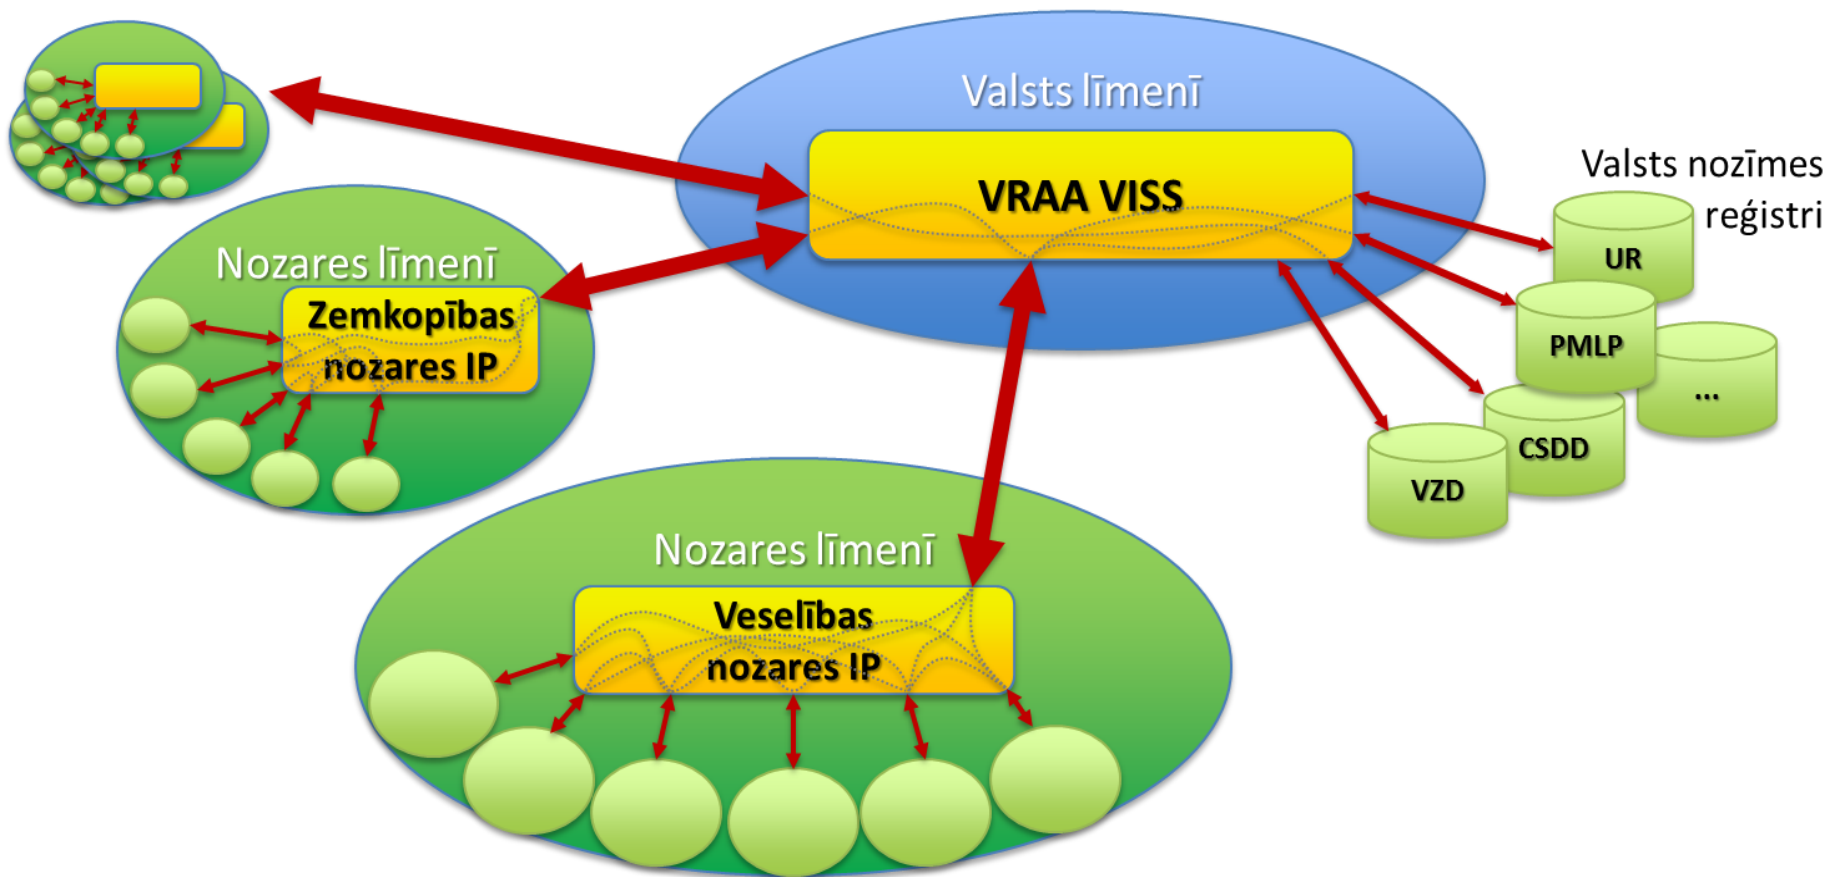 Valsts līmenī
VRAA VISS
Valsts nozīmes
reģistri
UR
PMLP
...
CSDD
VZD
Nozares līmenī
Zemkopības
nozares IP
Nozares līmenī
Veselības
nozares IP